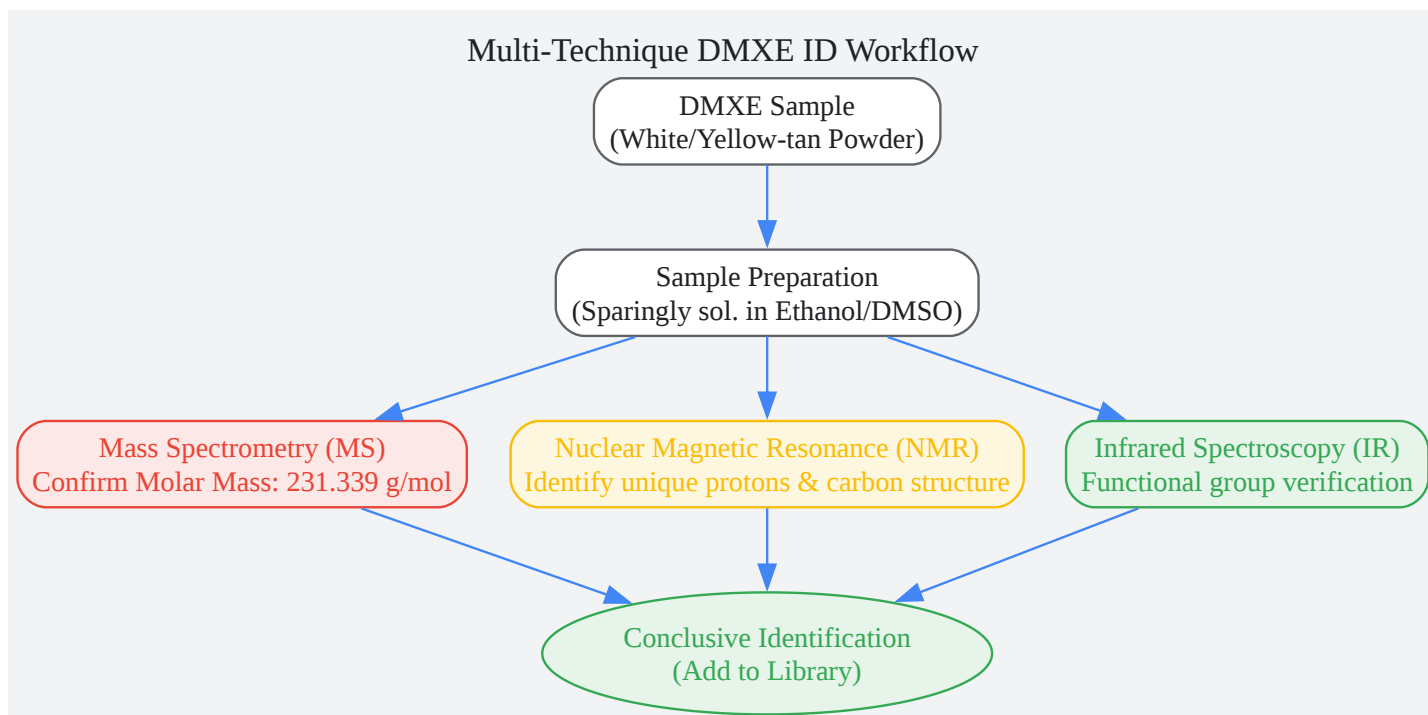 Multi-Technique DMXE ID Workflow
DMXE Sample
(White/Yellow-tan Powder)
Sample Preparation
(Sparingly sol. in Ethanol/DMSO)
Mass Spectrometry (MS)
Confirm Molar Mass: 231.339 g/mol
Nuclear Magnetic Resonance (NMR)
Identify unique protons & carbon structure
Infrared Spectroscopy (IR)
Functional group verification
Conclusive Identification
(Add to Library)